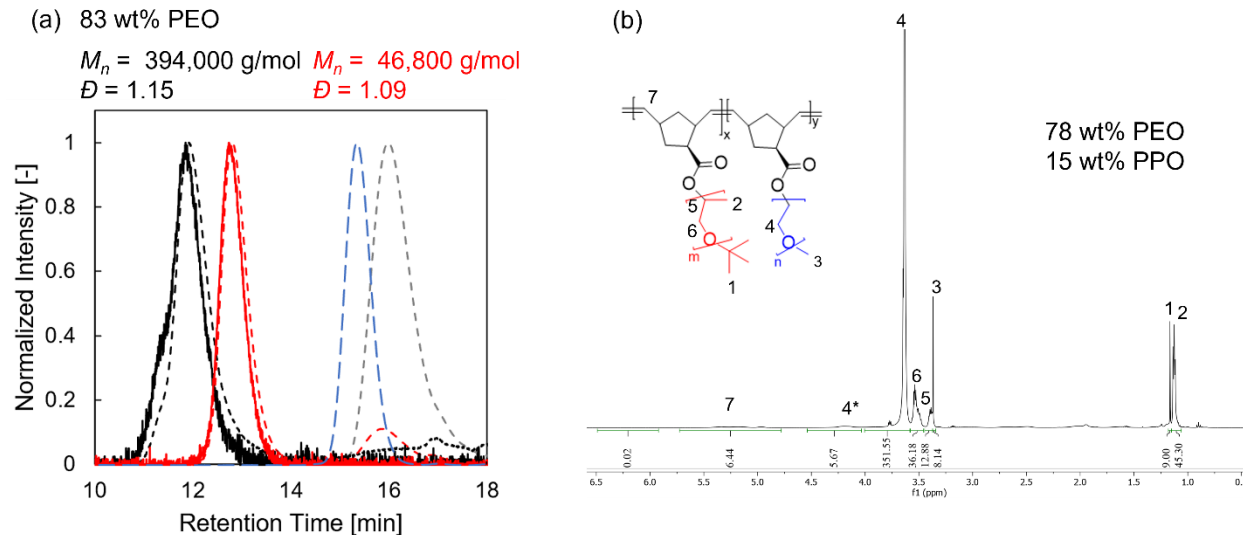 (a) 83 wt% PEO
Mn = 394,000 g/mol
Đ = 1.15
Mn = 46,800 g/mol
Đ = 1.09
Normalized Intensity [-]
1
0.8
0.6
0.4
0.2
0
10 12 14 16 18
Retention Time [min]
(b)
4
7
x
y
O
O
O
O
5
2
6
O
m
1
4
O
n
3
78 wt% PEO
15 wt% PPO
7
4*
6
5
3
1
2
0.02
6.44
5.67
351.55
36.18
12.88
8.14
9.00
45.30
6.5 6.0 5.5 5.0 4.5 4.0 3.5 3.0 2.5 2.0 1.5 1.0 0.
f1 (ppm)